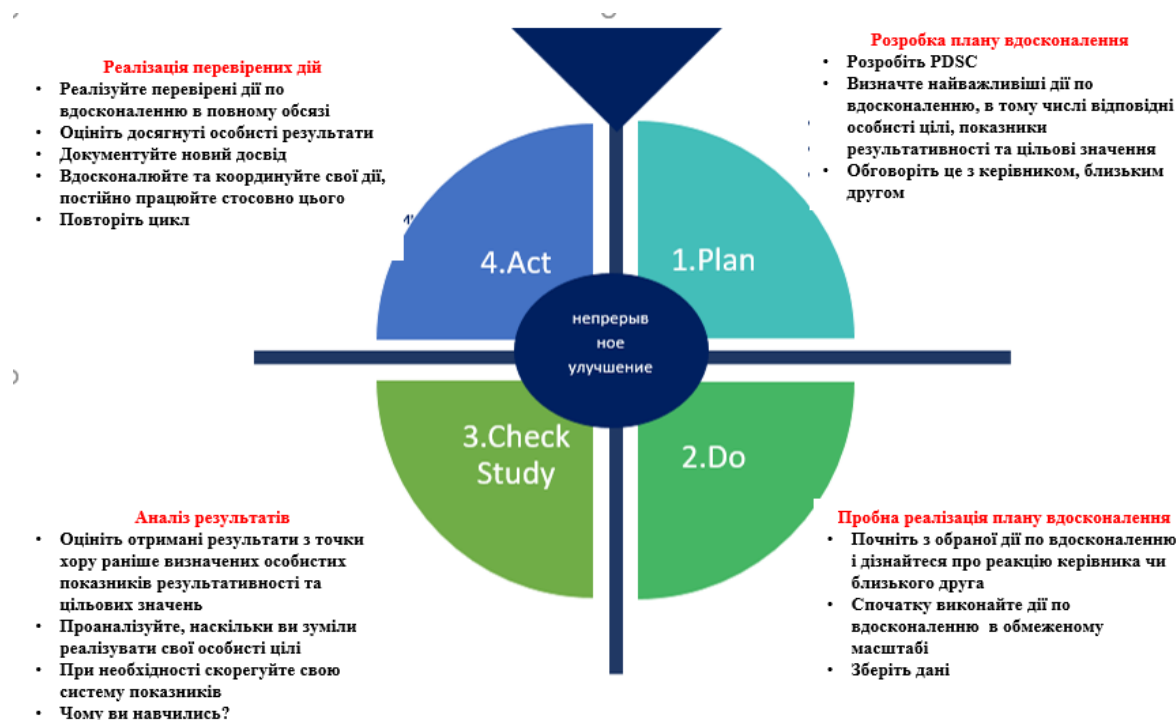 Реалізація перевірених дій
• Реалізуйте перевірені дії по
вдосконаленню в повному обсязі
• Оцініть досягнуті особисті результати
• Документуйте новий досвід
• Вдосконалюйте та координуйте свої дії,
постійно працюйте стосовно цього
• Повторіть цикл
Розробка плану вдосконалення
• Розробіть PDSC
• Визначте найважливіші дії по
вдосконаленню, в тому числі відповідні
особисті цілі, показники
результативності та цільові значення
• Обговоріть це з керівником, близьким
другом
4.Act
1.Plan
непрерыв
ное
улучшение
3.Check
Study
2.Do
Аналіз результатів
• Оцініть отримані результати з точки
хору раніше визначених особистих
показників результативності та
цільових значень
• Проаналізуйте, наскільки ви зуміли
реалізувати свої особисті цілі
• При необхідності скорегуйте свою
систему показників
• Чому ви навчились?
Пробна реалізація плану вдосконалення
• Почніть з обраної дії по вдосконаленню
і дізнайтеся про реакцію керівника чи
близького друга
• Спочатку виконайте дії по
вдосконаленню в обмеженому
масштабі
• Зберіть дані